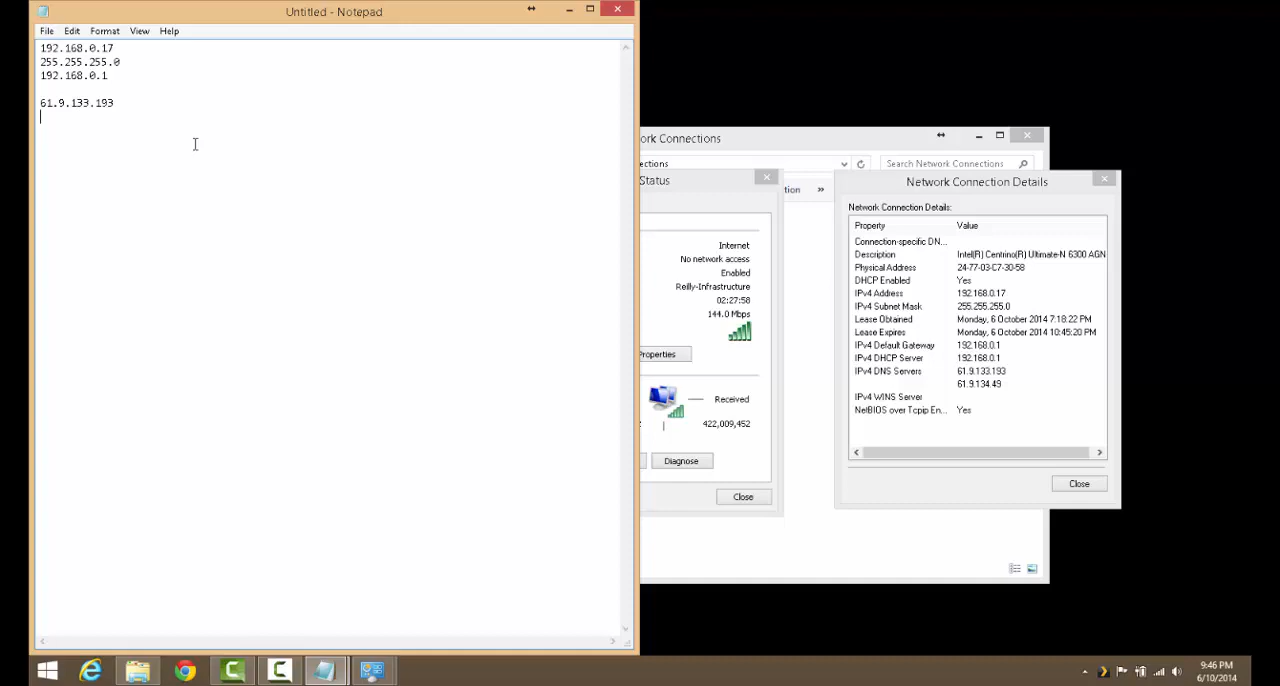 Untitled - Notepad
File Edit Format View Help
192.168.0.17
255.255.255.0
192.168.0.1
61.9.133.193
rk Connections
ections
Search Network Connections
Status
tion »
Internet
No network access
Enabled
Reilly-Infrastructure
02:27:58
144.0 Mbps
Properties
Received
422,009,452
Diagnose
Close
Network Connection Details
Network Connection Details:
Property Value
Connection-specific DN...
Description Intel(R) Centrino(R) Ultimate-N 6300 AGN
Physical Address 24-77-03-C7-30-58
DHCP Enabled Yes
IPv4 Address 192.168.0.17
IPv4 Subnet Mask 255.255.255.0
Lease Obtained Monday, 6 October 2014 7:18:22 PM
Lease Expires Monday, 6 October 2014 10:45:20 PM
IPv4 Default Gateway 192.168.0.1
IPv4 DHCP Server 192.168.0.1
IPv4 DNS Servers 61.9.133.193
61.9.134.49
IPv4 WINS Server
NetBIOS over Tcpip En... Yes
Close
9:46 PM
6/10/2014